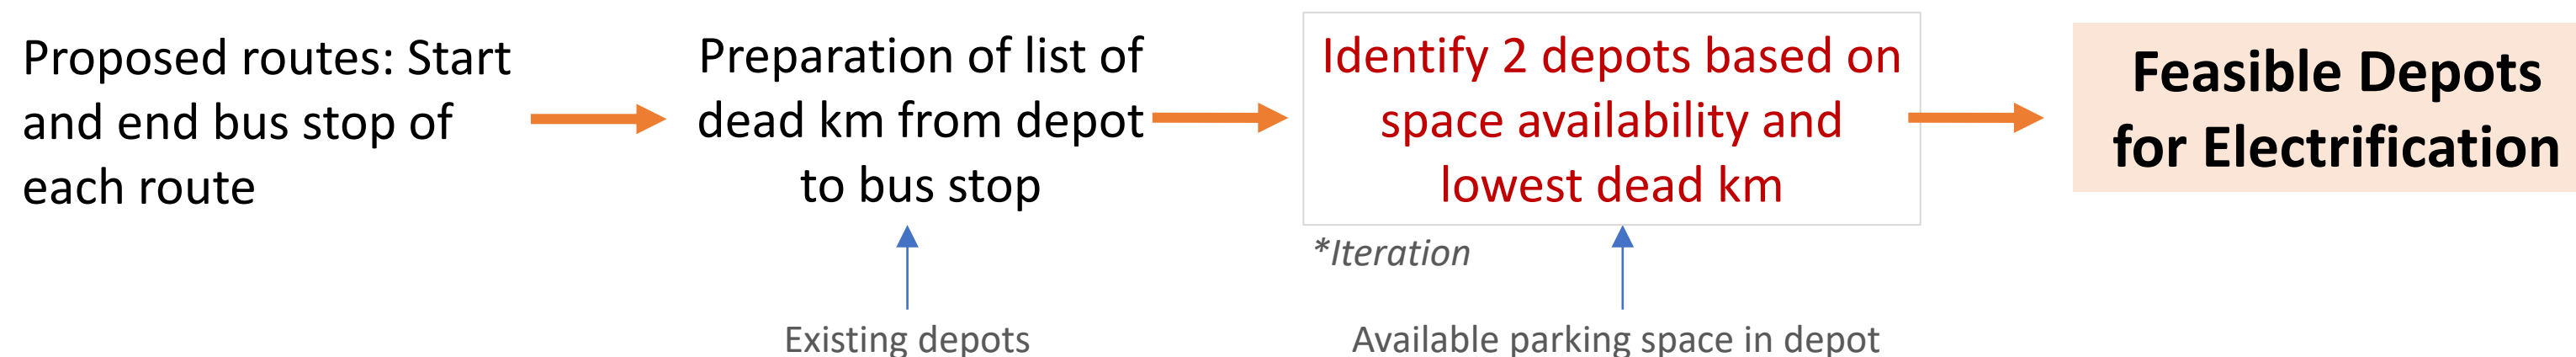 Proposed routes: Start
and end bus stop of
each route
Preparation of list of
dead km from depot
to bus stop
Existing depots
Identify 2 depots based on
space availability and
lowest dead km
*Iteration
Available parking space in depot
Feasible Depots
for Electrification